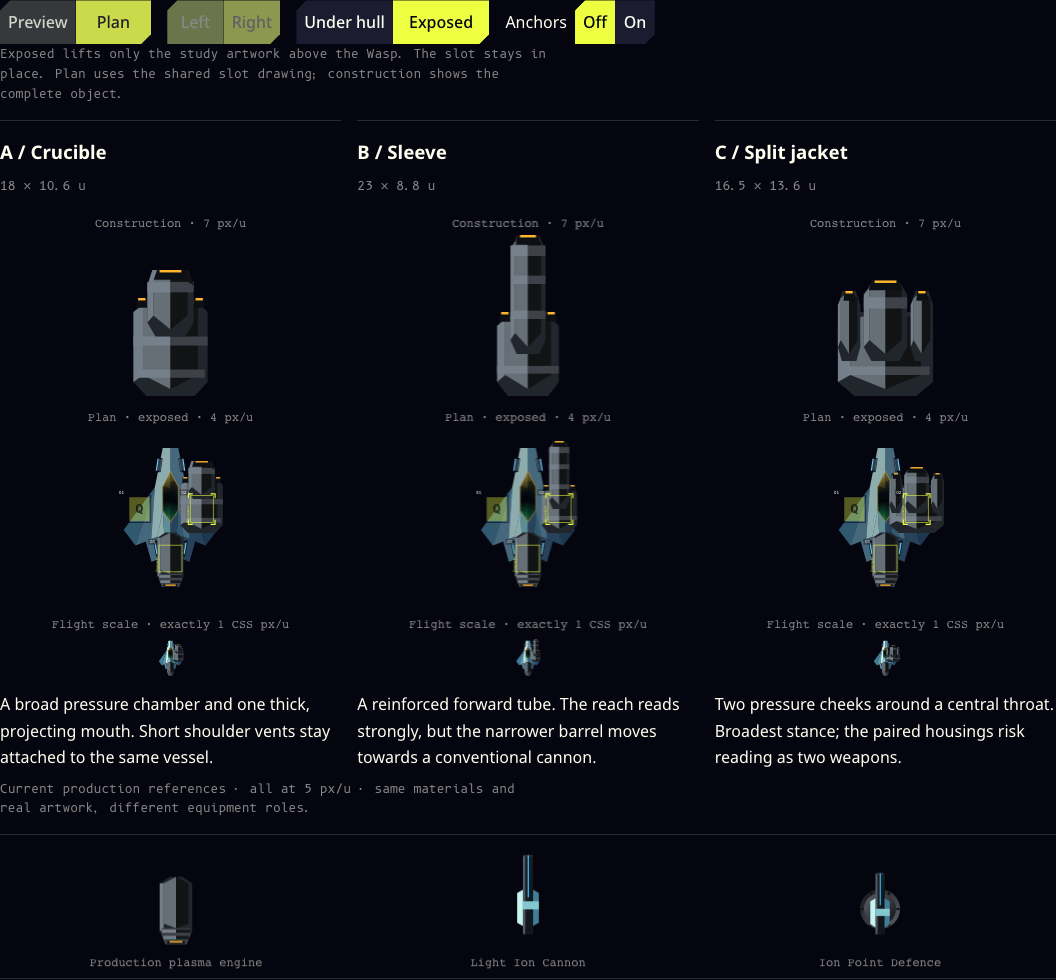 Preview Plan Left Right Under hull Exposed Anchors Off On
Exposed lifts only the study artwork above the Wasp. The slot stays in
place. Plan uses the shared slot drawing; construction shows the
complete object.
A / Crucible
18 × 10.6 u
Construction · 7 px/u
Plan · exposed · 4 px/u
Q
Flight scale · exactly 1 CSS px/u
A broad pressure chamber and one thick,
projecting mouth. Short shoulder vents stay
attached to the same vessel.
B / Sleeve
23 × 8.8 u
Construction · 7 px/u
Plan · exposed · 4 px/u
Q
Flight scale · exactly 1 CSS px/u
A reinforced forward tube. The reach reads
strongly, but the narrower barrel moves
towards a conventional cannon.
C / Split jacket
16.5 × 13.6 u
Construction · 7 px/u
Plan · exposed · 4 px/u
Q
Flight scale · exactly 1 CSS px/u
Two pressure cheeks around a central throat.
Broadest stance; the paired housings risk
reading as two weapons.
Current production references · all at 5 px/u · same materials and
real artwork, different equipment roles.
Production plasma engine
Light Ion Cannon
Ion Point Defence